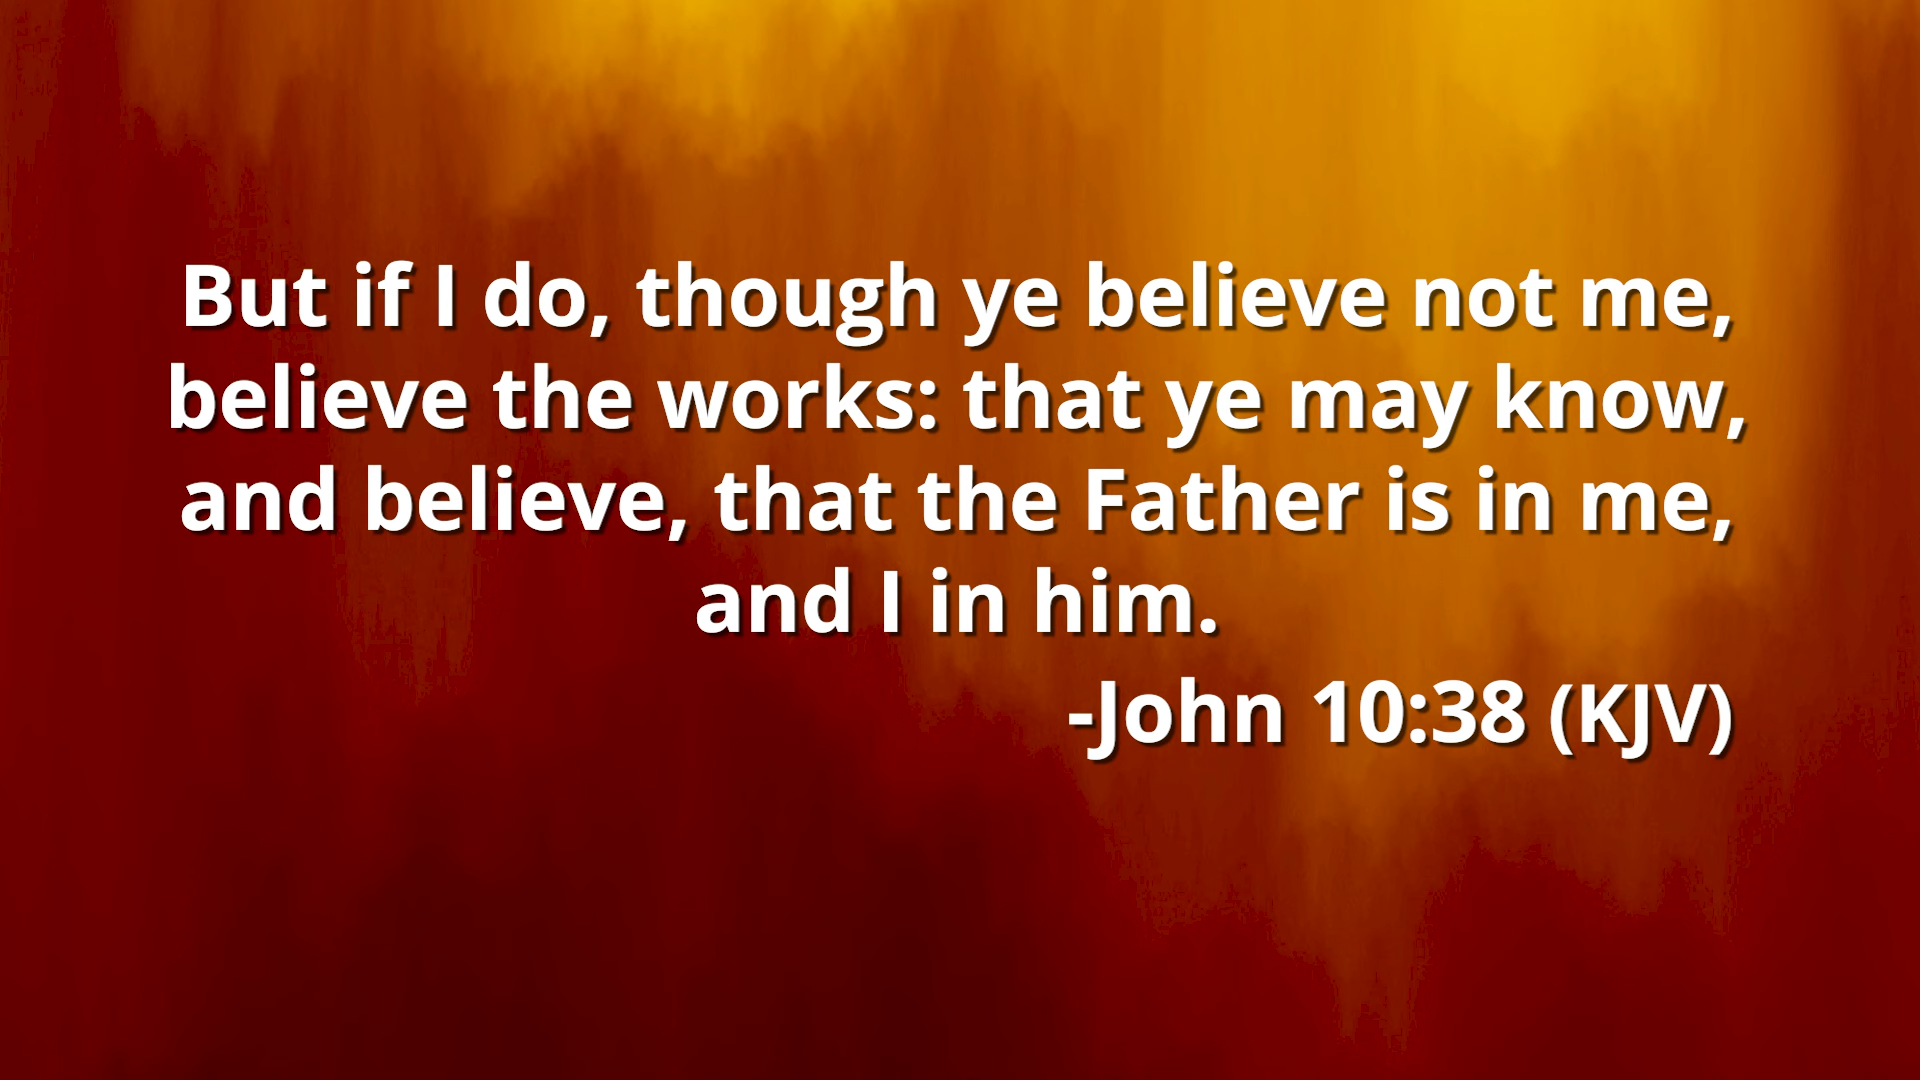 But if I do, though ye believe not me,
believe the works: that ye may know,
and believe, that the Father is in me,
and I in him.
-John 10:38 (KJV)